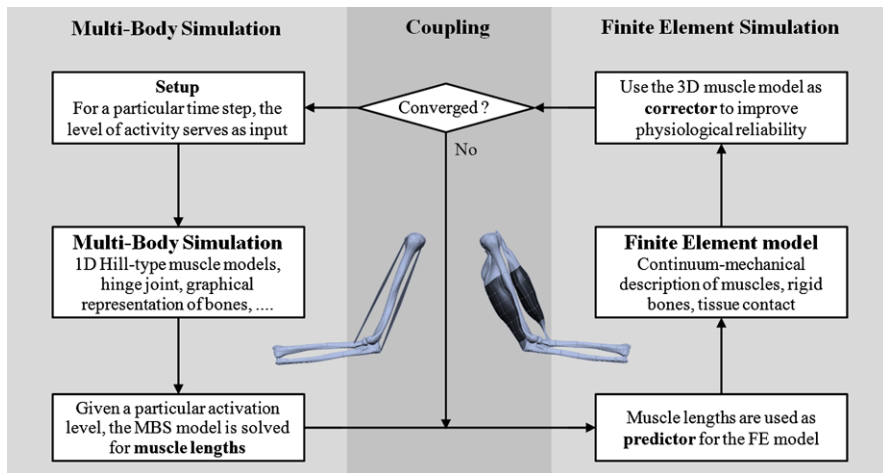 Multi-Body Simulation
Coupling
Finite Element Simulation
Setup
For a particular time step, the
level of activity serves as input
Converged ?
Use the 3D muscle model as
corrector to improve
physiological reliability
No
Multi-Body Simulation
1D Hill-type muscle models,
hinge joint, graphical
representation of bones, ....
Finite Element model
Continuum-mechanical
description of muscles, rigid
bones, tissue contact
Given a particular activation
level, the MBS model is solved
for muscle lengths
Muscle lengths are used as
predictor for the FE model